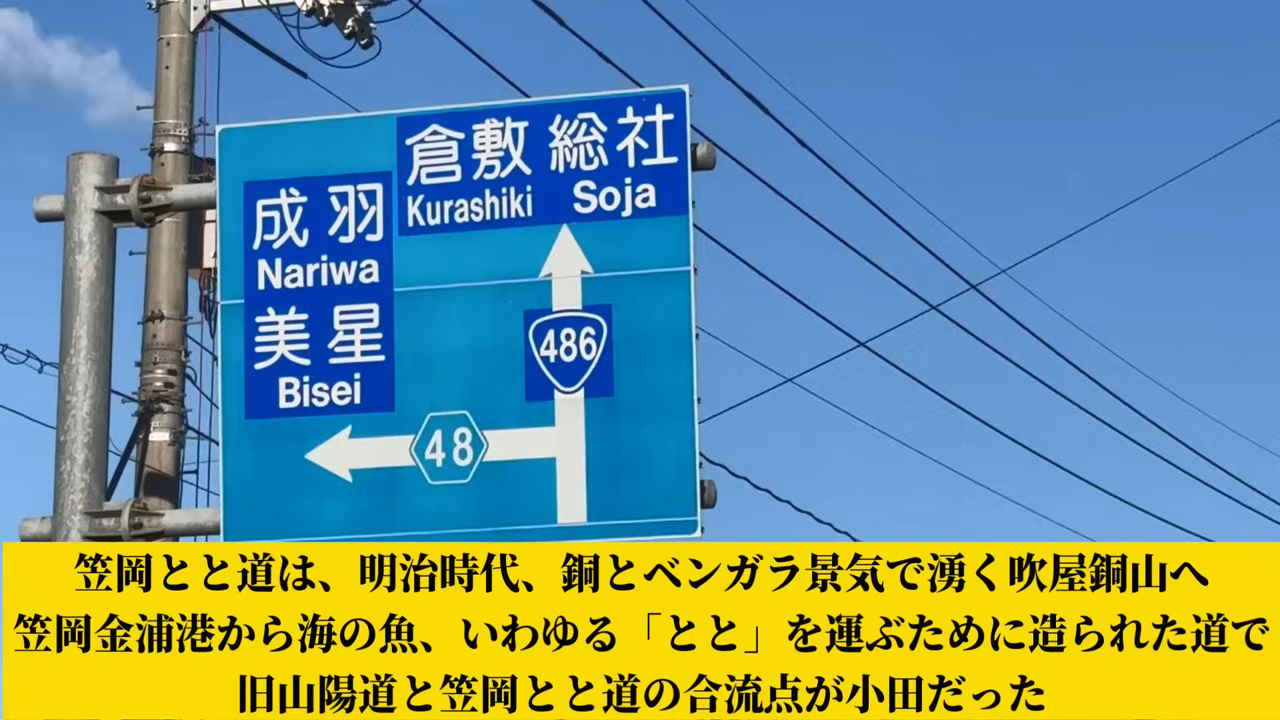 倉敷 総社
Kurashiki Soja
成羽
Nariwa
美星
Bisei
486
48
笠岡とと道は、明治時代、銅とベンガラ景気で湧く吹屋銅山へ
笠岡金浦港から海の魚、いわゆる「とと」を運ぶために造られた道で
旧山陽道と笠岡とと道の合流点が小田だった